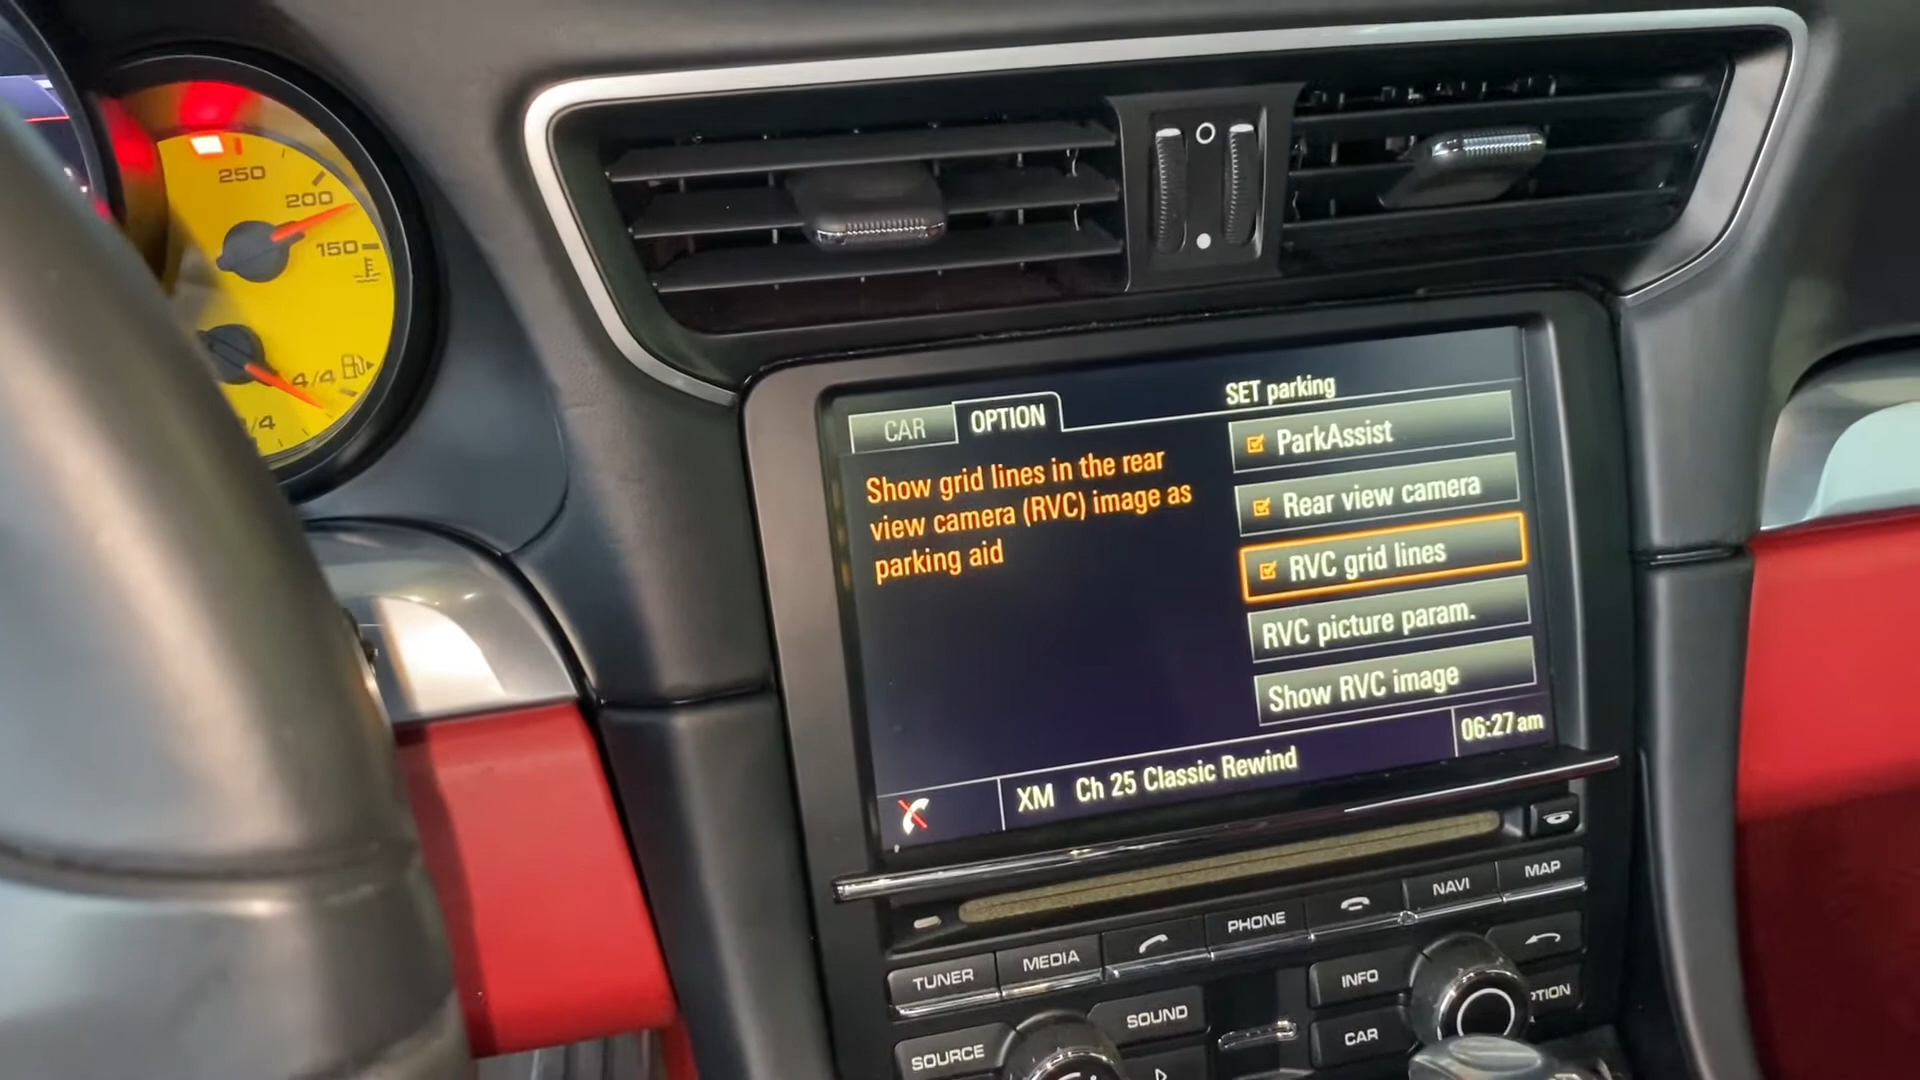 250
200
150
4/4
/4
CAR
OPTION
SET parking
Show grid lines in the rear
view camera (RVC) image as
parking aid
ParkAssist
Rear view camera
RVC grid lines
RVC picture param.
Show RVC image
XM Ch 25 Classic Rewind
06:27 am
TUNER
MEDIA
PHONE
NAVI
MAP
SOURCE
SOUND
INFO
CAR
PTION